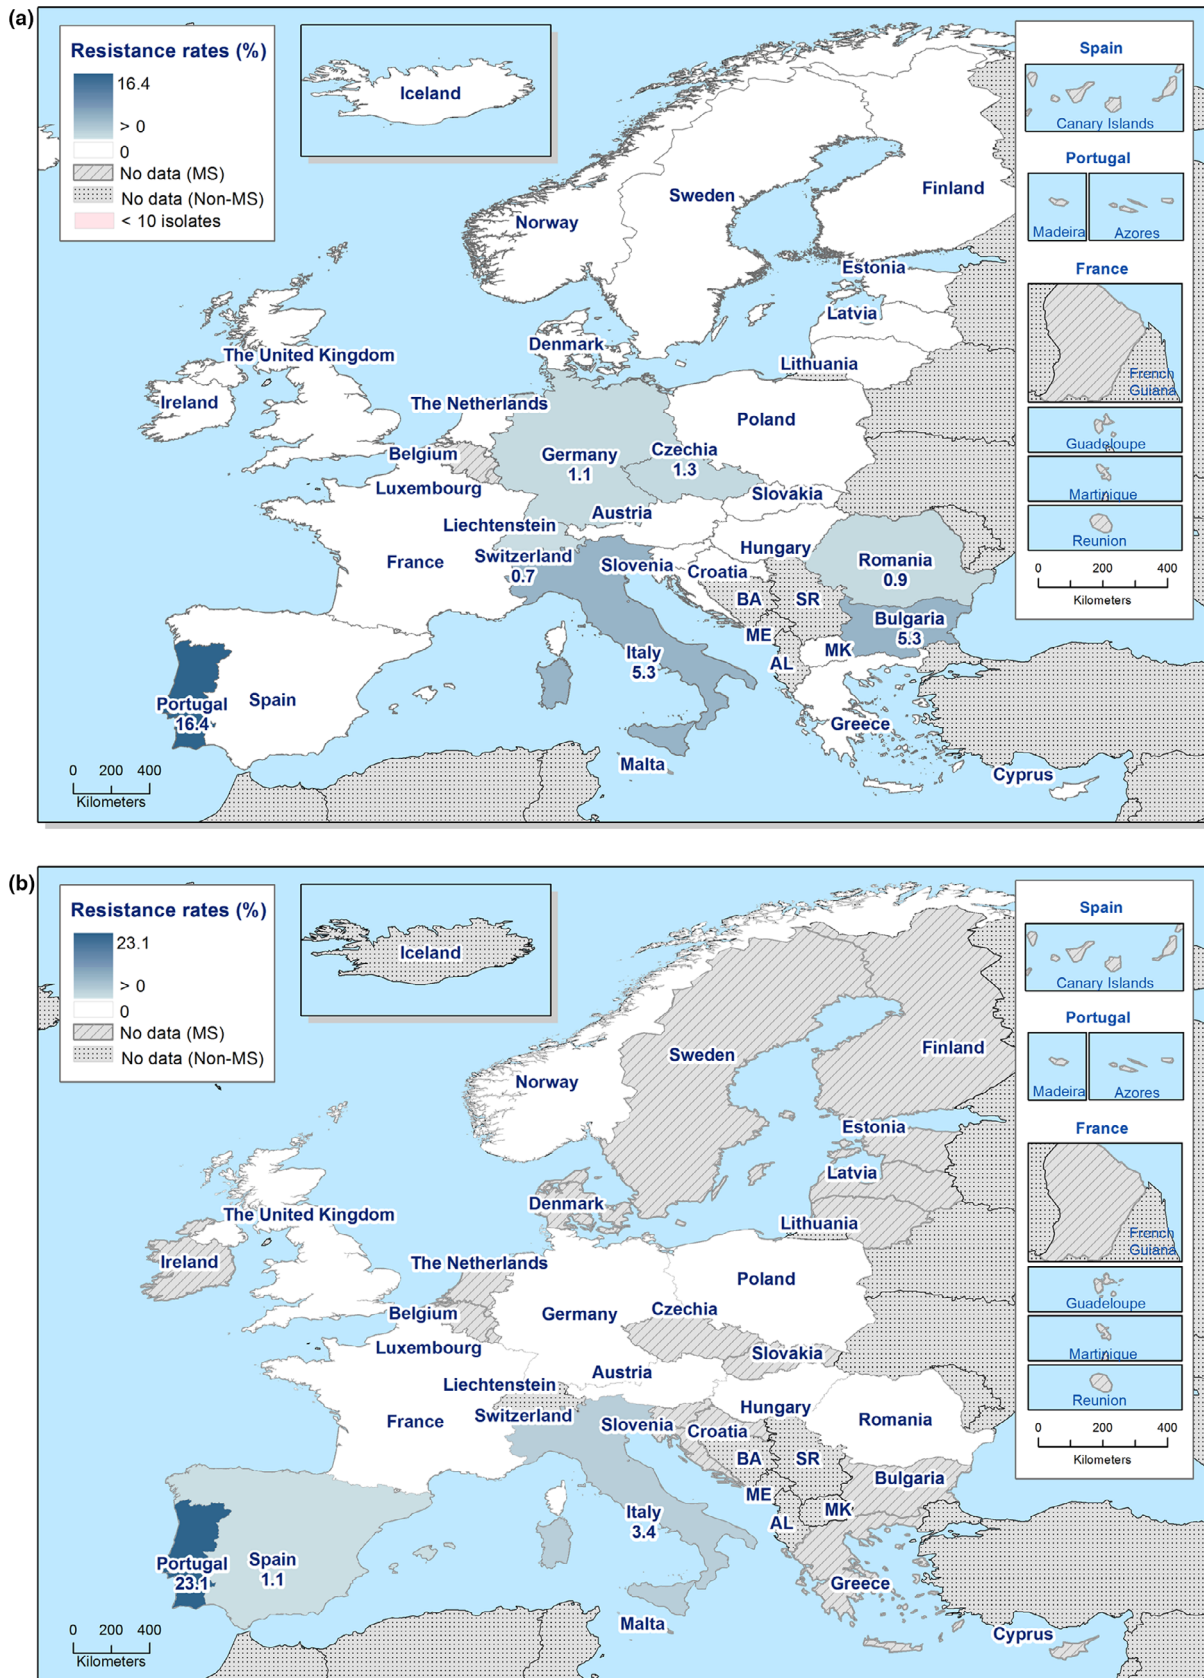 (a)
Resistance rates (%)
16.4
> 0
0
No data (MS)
No data (Non-MS)
< 10 isolates
Iceland
Spain
Canary Islands
Portugal
Madeira
Azores
France
French
Guiana
Guadeloupe
Martinique
Reunion
0 200 400
Kilometers
Sweden
Finland
Norway
Estonia
Latvia
Denmark
Lithuania
The United Kingdom
Ireland
The Netherlands
Poland
Belgium
Germany
1.1
Czechia
1.3
Luxembourg
Slovakia
Austria
Liechtenstein
France
Switzerland
0.7
Slovenia
Hungary
Croatia
Romania
0.9
BA
SR
Bulgaria
5.3
ME
MK
AL
Italy
5.3
Portugal
16.4
Spain
Greece
Malta
Cyprus
0 200 400
Kilometers
(b)
Resistance rates (%)
23.1
> 0
0
No data (MS)
No data (Non-MS)
Iceland
Spain
Canary Islands
Portugal
Madeira
Azores
France
French
Guiana
Guadeloupe
Martinique
Reunion
0 200 400
Kilometers
Sweden
Finland
Norway
Estonia
Latvia
Denmark
Lithuania
The United Kingdom
Ireland
The Netherlands
Poland
Belgium
Germany
Czechia
Luxembourg
Slovakia
Austria
Liechtenstein
France
Switzerland
Slovenia
Hungary
Croatia
Romania
BA
SR
Bulgaria
ME
MK
AL
Italy
3.4
Portugal
23.1
Spain
1.1
Greece
Malta
Cyprus
0 200 400
Kilometers